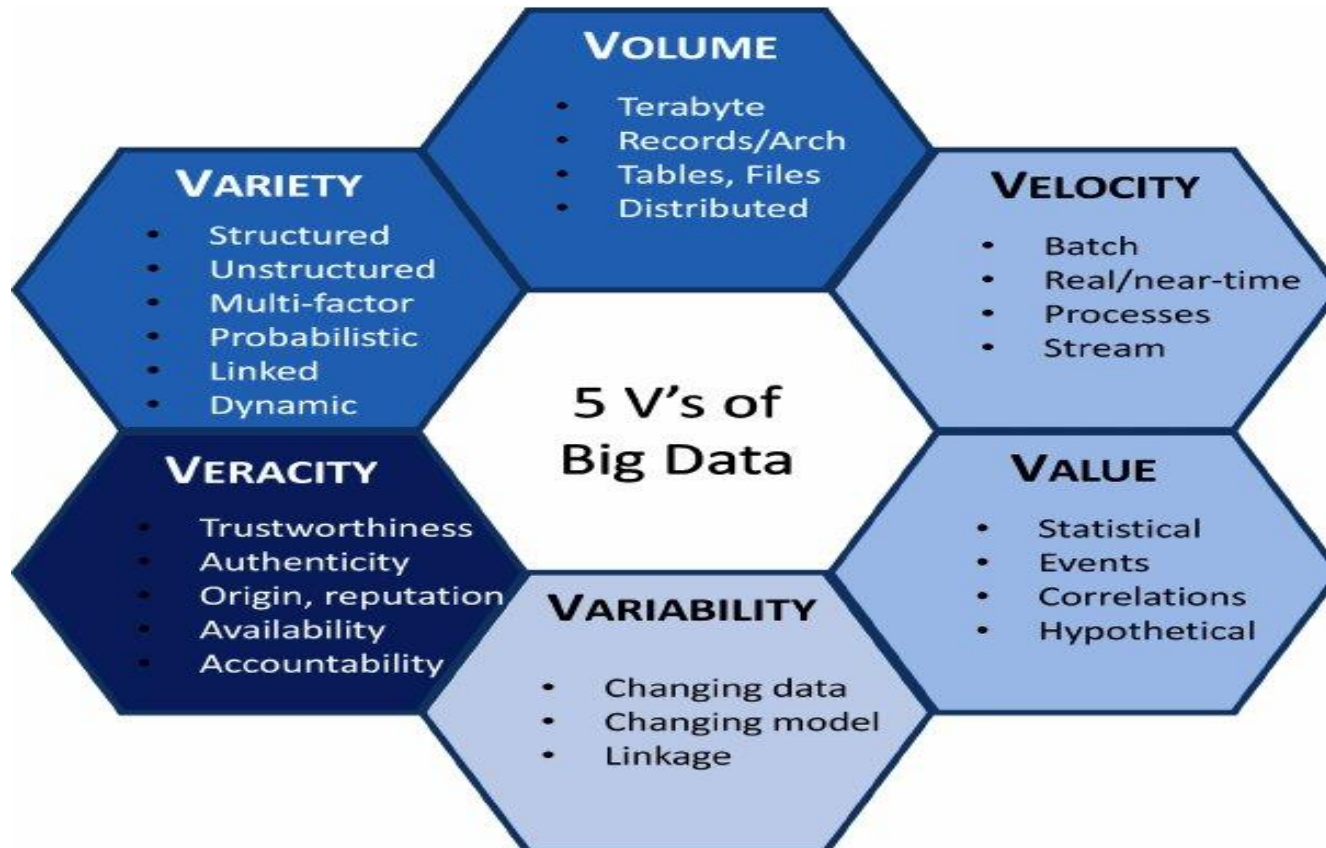 VOLUME
• Terabyte
• Records/Arch
• Tables, Files
• Distributed
VARIETY
• Structured
• Unstructured
• Multi-factor
• Probabilistic
• Linked
• Dynamic
VELOCITY
• Batch
• Real/near-time
• Processes
• Stream
5 V’s of
Big Data
VERACITY
• Trustworthiness
• Authenticity
• Origin, reputation
• Availability
• Accountability
VALUE
• Statistical
• Events
• Correlations
• Hypothetical
VARIABILITY
• Changing data
• Changing model
• Linkage